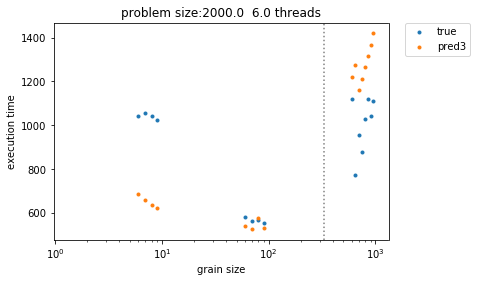 problem size:2000.0  6.0 threads
true
pred3
execution time
1400
1200
1000
800
600
10⁰
10¹
10²
10³
grain size